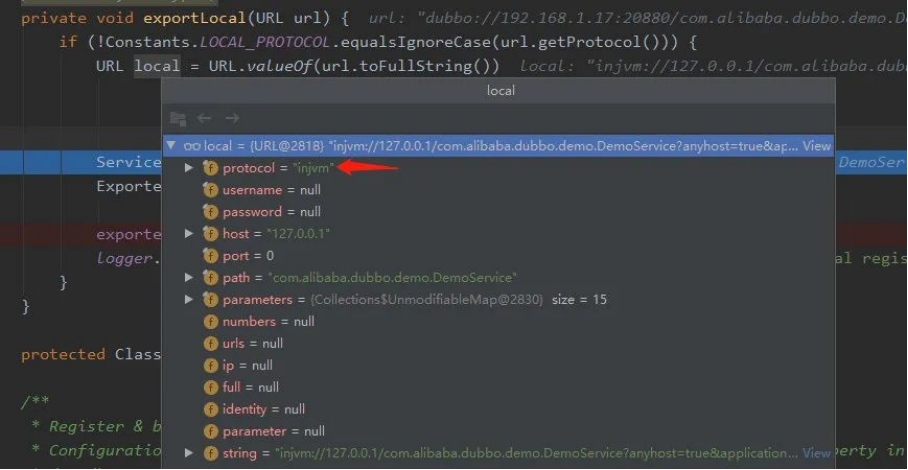 private void exportLocal(URL url) { url: "dubbo://192.168.1.17:20880/com.alibaba.dubbo.demo.D
if (!Constants.LOCAL_PROTOCOL.equalsIgnoreCase(url.getProtocol())) {
URL local = URL.valueOf(url.toFullString()) local: "injvm://127.0.0.1/com.alibaba.dubb
local
local = {URL@2818} "injvm://127.0.0.1/com.alibaba.dubbo.demo.DemoService?anyhost=true&ap... View
Service DemoServ
protocol = "injvm"
Exporte
username = null
password = null
exporte
host = "127.0.0.1"
Logger. al regis
port = 0
}
path = "com.alibaba.dubbo.demo.DemoService"
}
parameters = {Collections$UnmodifiableMap@2830} size = 15
numbers = null
urls = null
protected Class
ip = null
full = null
/**
identity = null
* Register & b
parameter = null
* Configuratio perty in
string = "injvm://127.0.0.1/com.alibaba.dubbo.demo.DemoService?anyhost=true&application... View